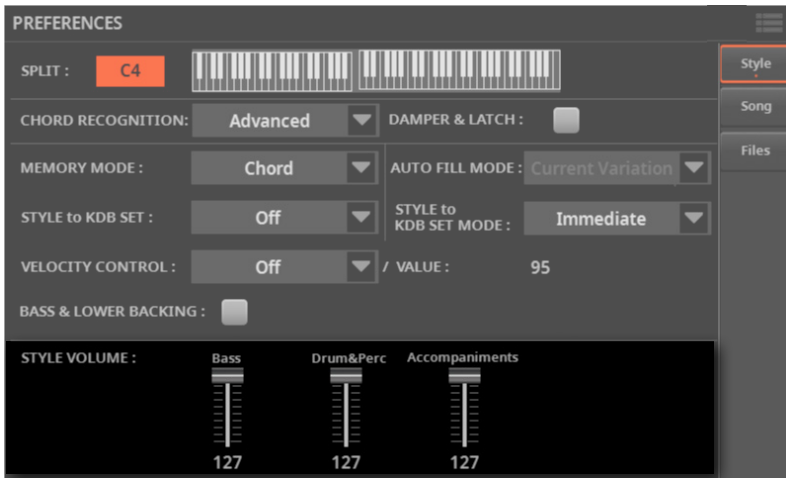 PREFERENCES
SPLIT : C4
Style
Song
Files
CHORD RECOGNITION: Advanced DAMPER & LATCH :
MEMORY MODE : Chord AUTO FILL MODE : Current Variation
STYLE to KDB SET : Off STYLE to
KDB SET MODE : Immediate
VELOCITY CONTROL : Off / VALUE : 95
BASS & LOWER BACKING :
STYLE VOLUME : Bass Drum&Perc Accompaniments
127 127 127